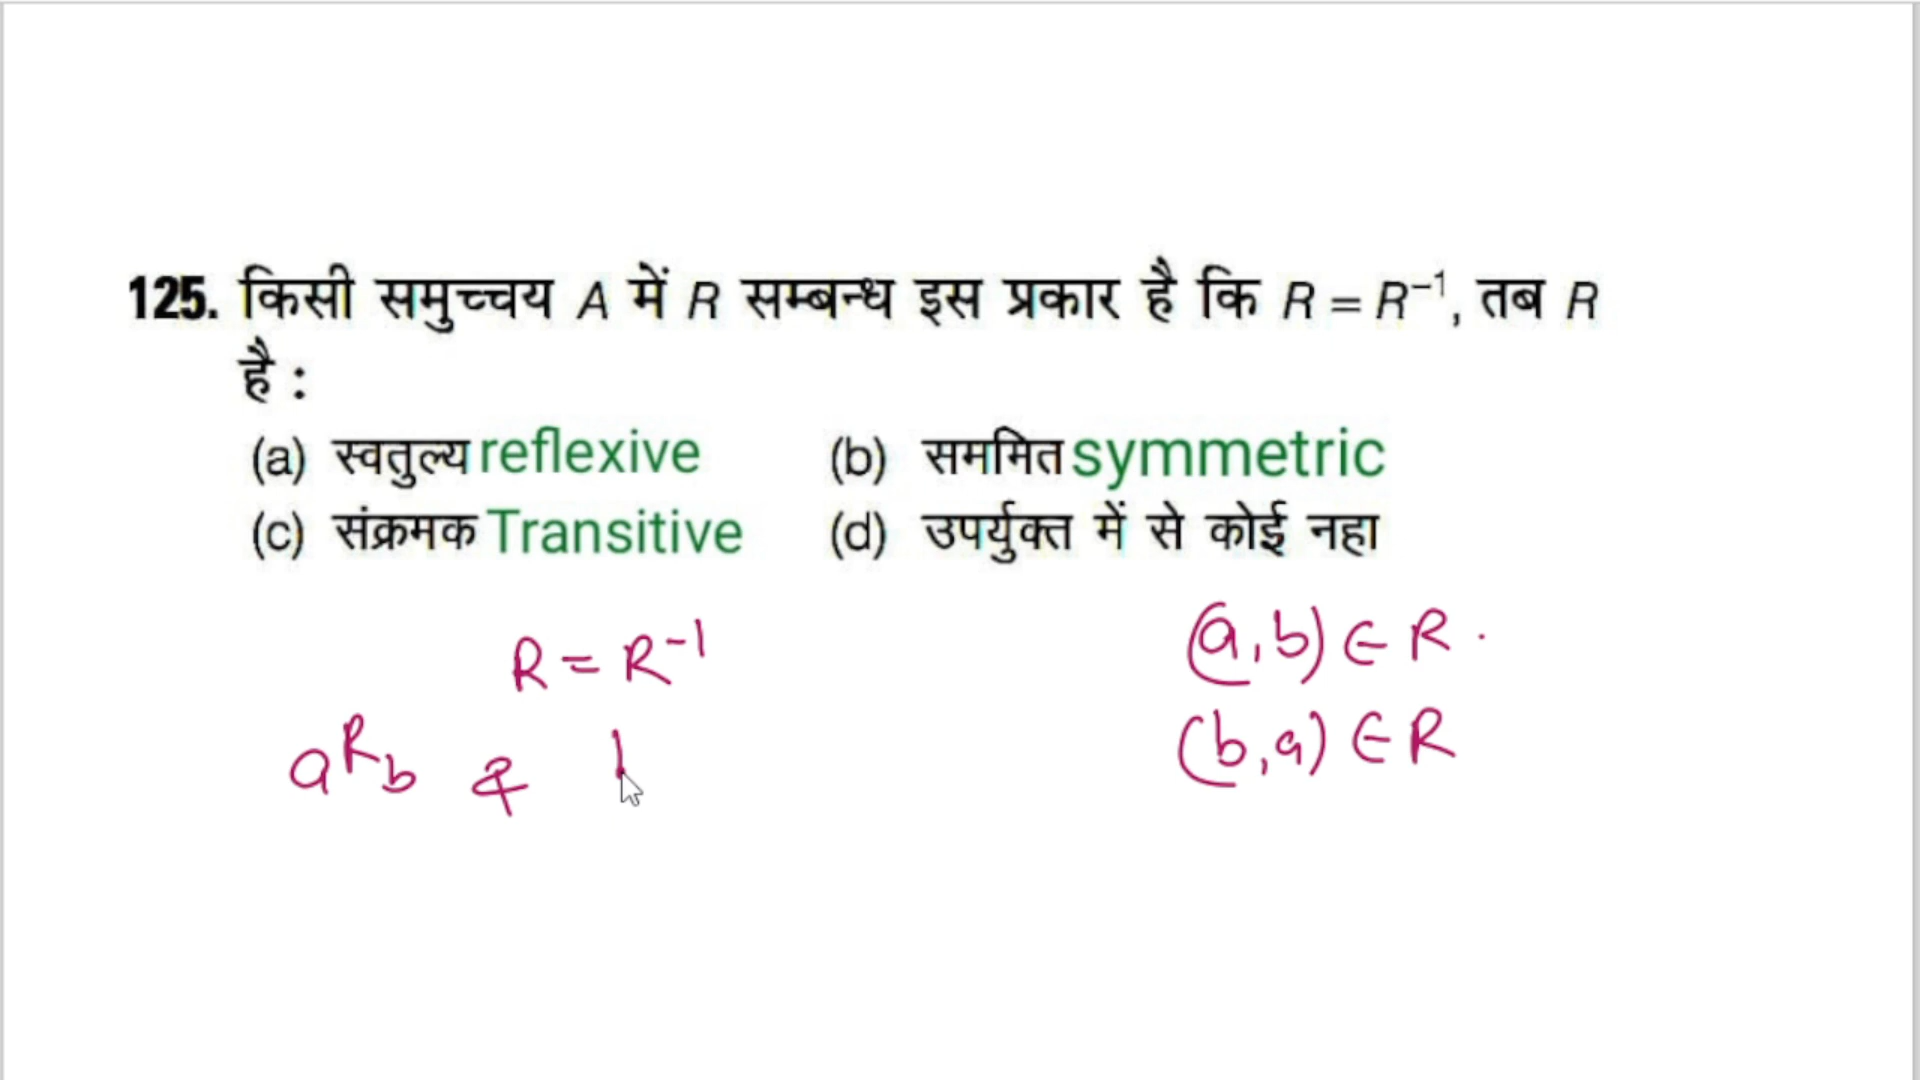 125. किसी समुच्चय A में R सम्बन्ध इस प्रकार है कि R = R⁻¹, तब R
है :
(a) स्वतुल्य reflexive (b) सममित symmetric
(c) संक्रमक Transitive (d) उपर्युक्त में से कोई नहा
R = R⁻¹ (a,b) ∈ R .
aRb & (b,a) ∈ R